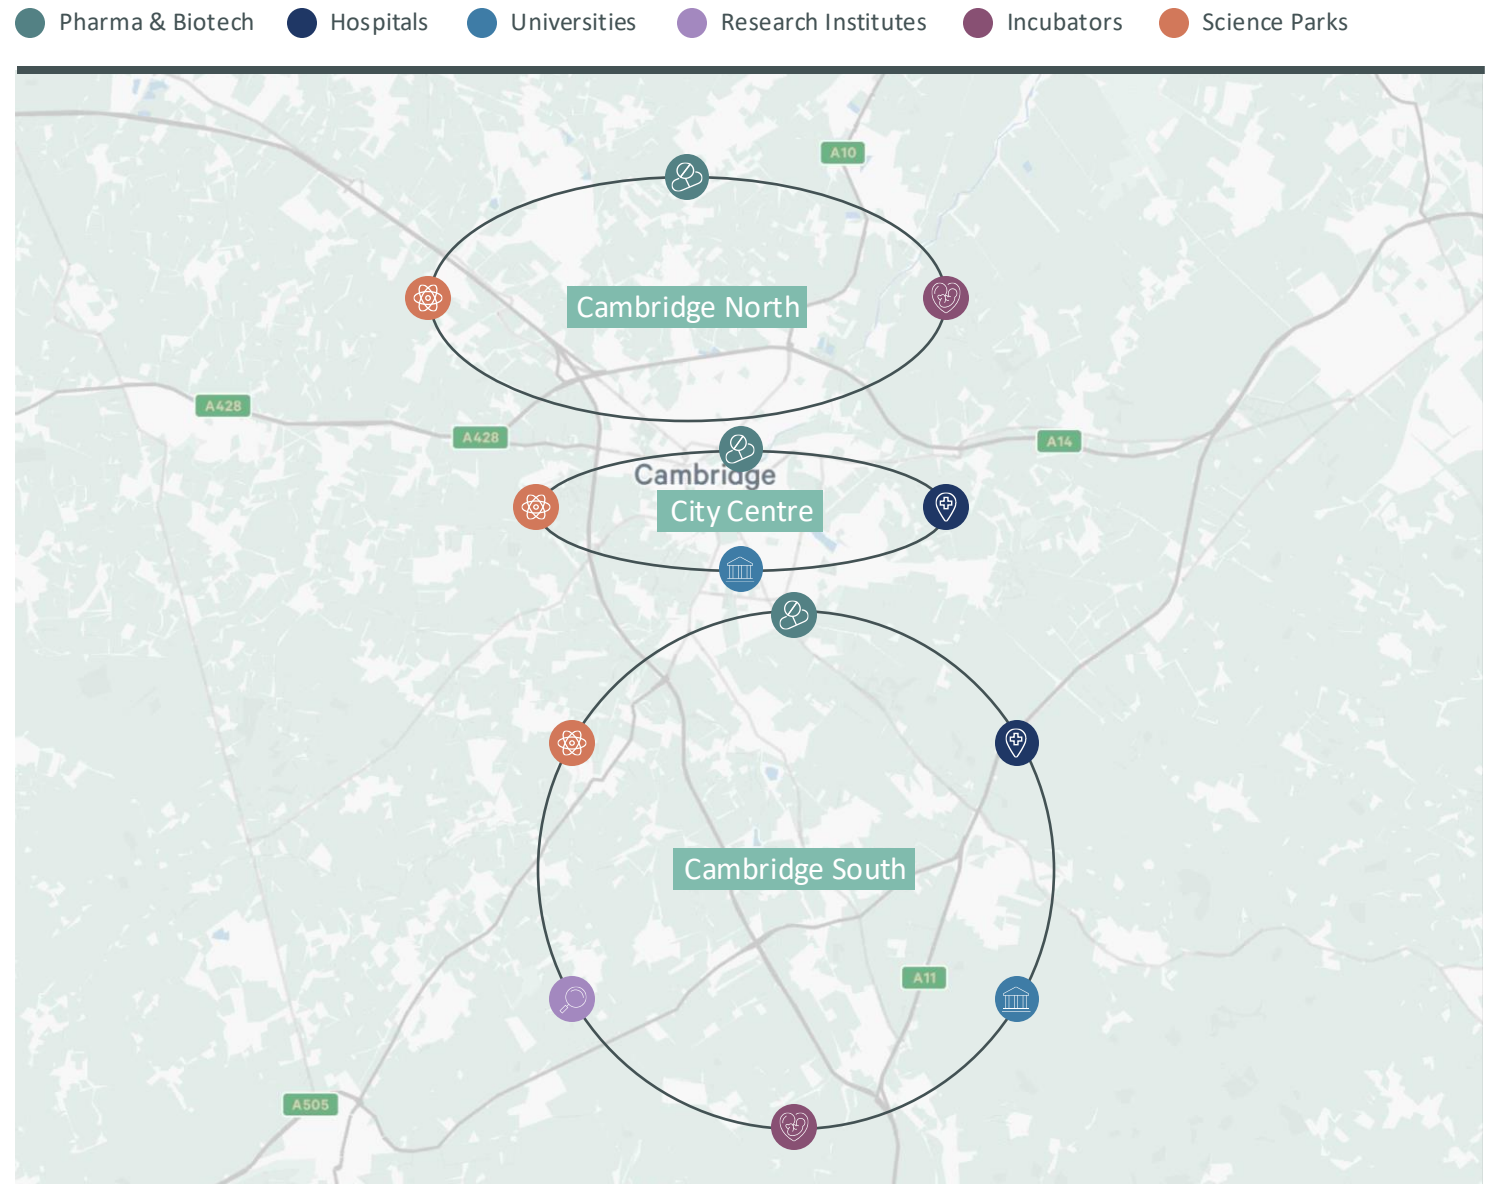 Pharma & Biotech
Hospitals
Universities
Research Institutes
Incubators
Science Parks
A10
Cambridge North
A428
A428
A14
Cambridge
City Centre
Cambridge South
A11
A505